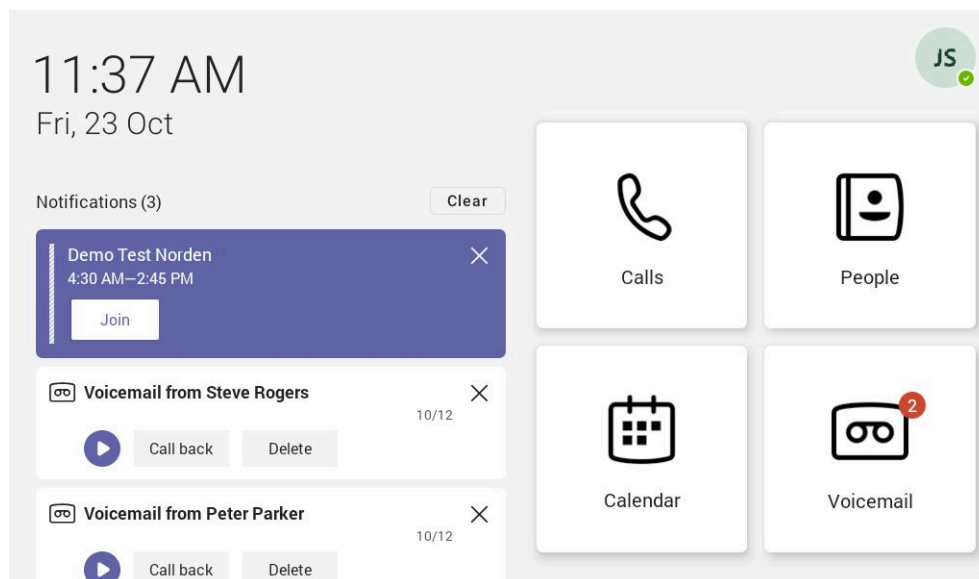 11:37 AM
Fri, 23 Oct
JS
Notifications (3)
Clear
Demo Test Norden
4:30 AM—2:45 PM
Join
Voicemail from Steve Rogers
10/12
Call back Delete
Voicemail from Peter Parker
10/12
Call back Delete
Calls
People
Calendar
2
Voicemail